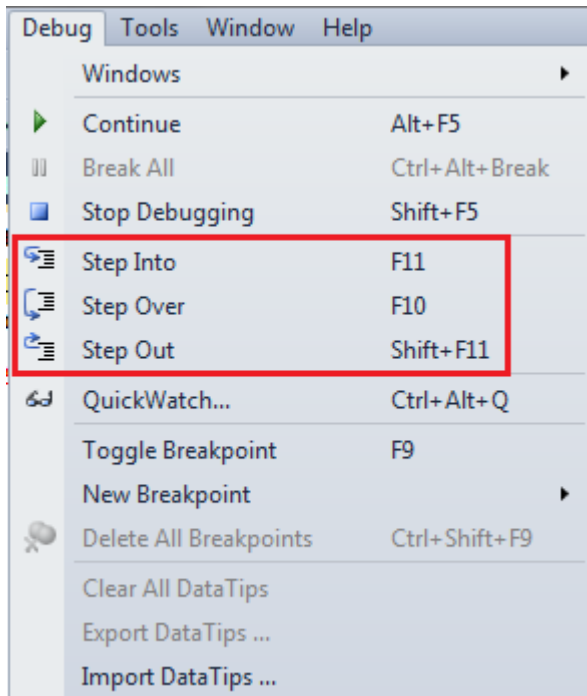 Debug Tools Window Help
Windows
Continue Alt+F5
Break All Ctrl+Alt+Break
Stop Debugging Shift+F5
Step Into F11
Step Over F10
Step Out Shift+F11
QuickWatch... Ctrl+Alt+Q
Toggle Breakpoint F9
New Breakpoint
Delete All Breakpoints Ctrl+Shift+F9
Clear All DataTips
Export DataTips ...
Import DataTips ...